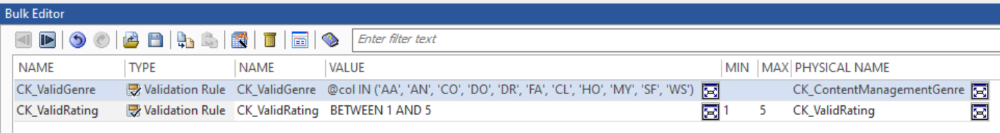 Bulk Editor
Enter filter text
NAME TYPE NAME VALUE MIN MAX PHYSICAL NAME
CK_ValidGenre Validation Rule CK_ValidGenre @col IN ('AA', 'AN', 'CO', 'DO', 'DR', 'FA', 'CL', 'HO', 'MY', 'SF', 'WS') CK_ContentManagementGenre
CK_ValidRating Validation Rule CK_ValidRating BETWEEN 1 AND 5 1 5 CK_ValidRating